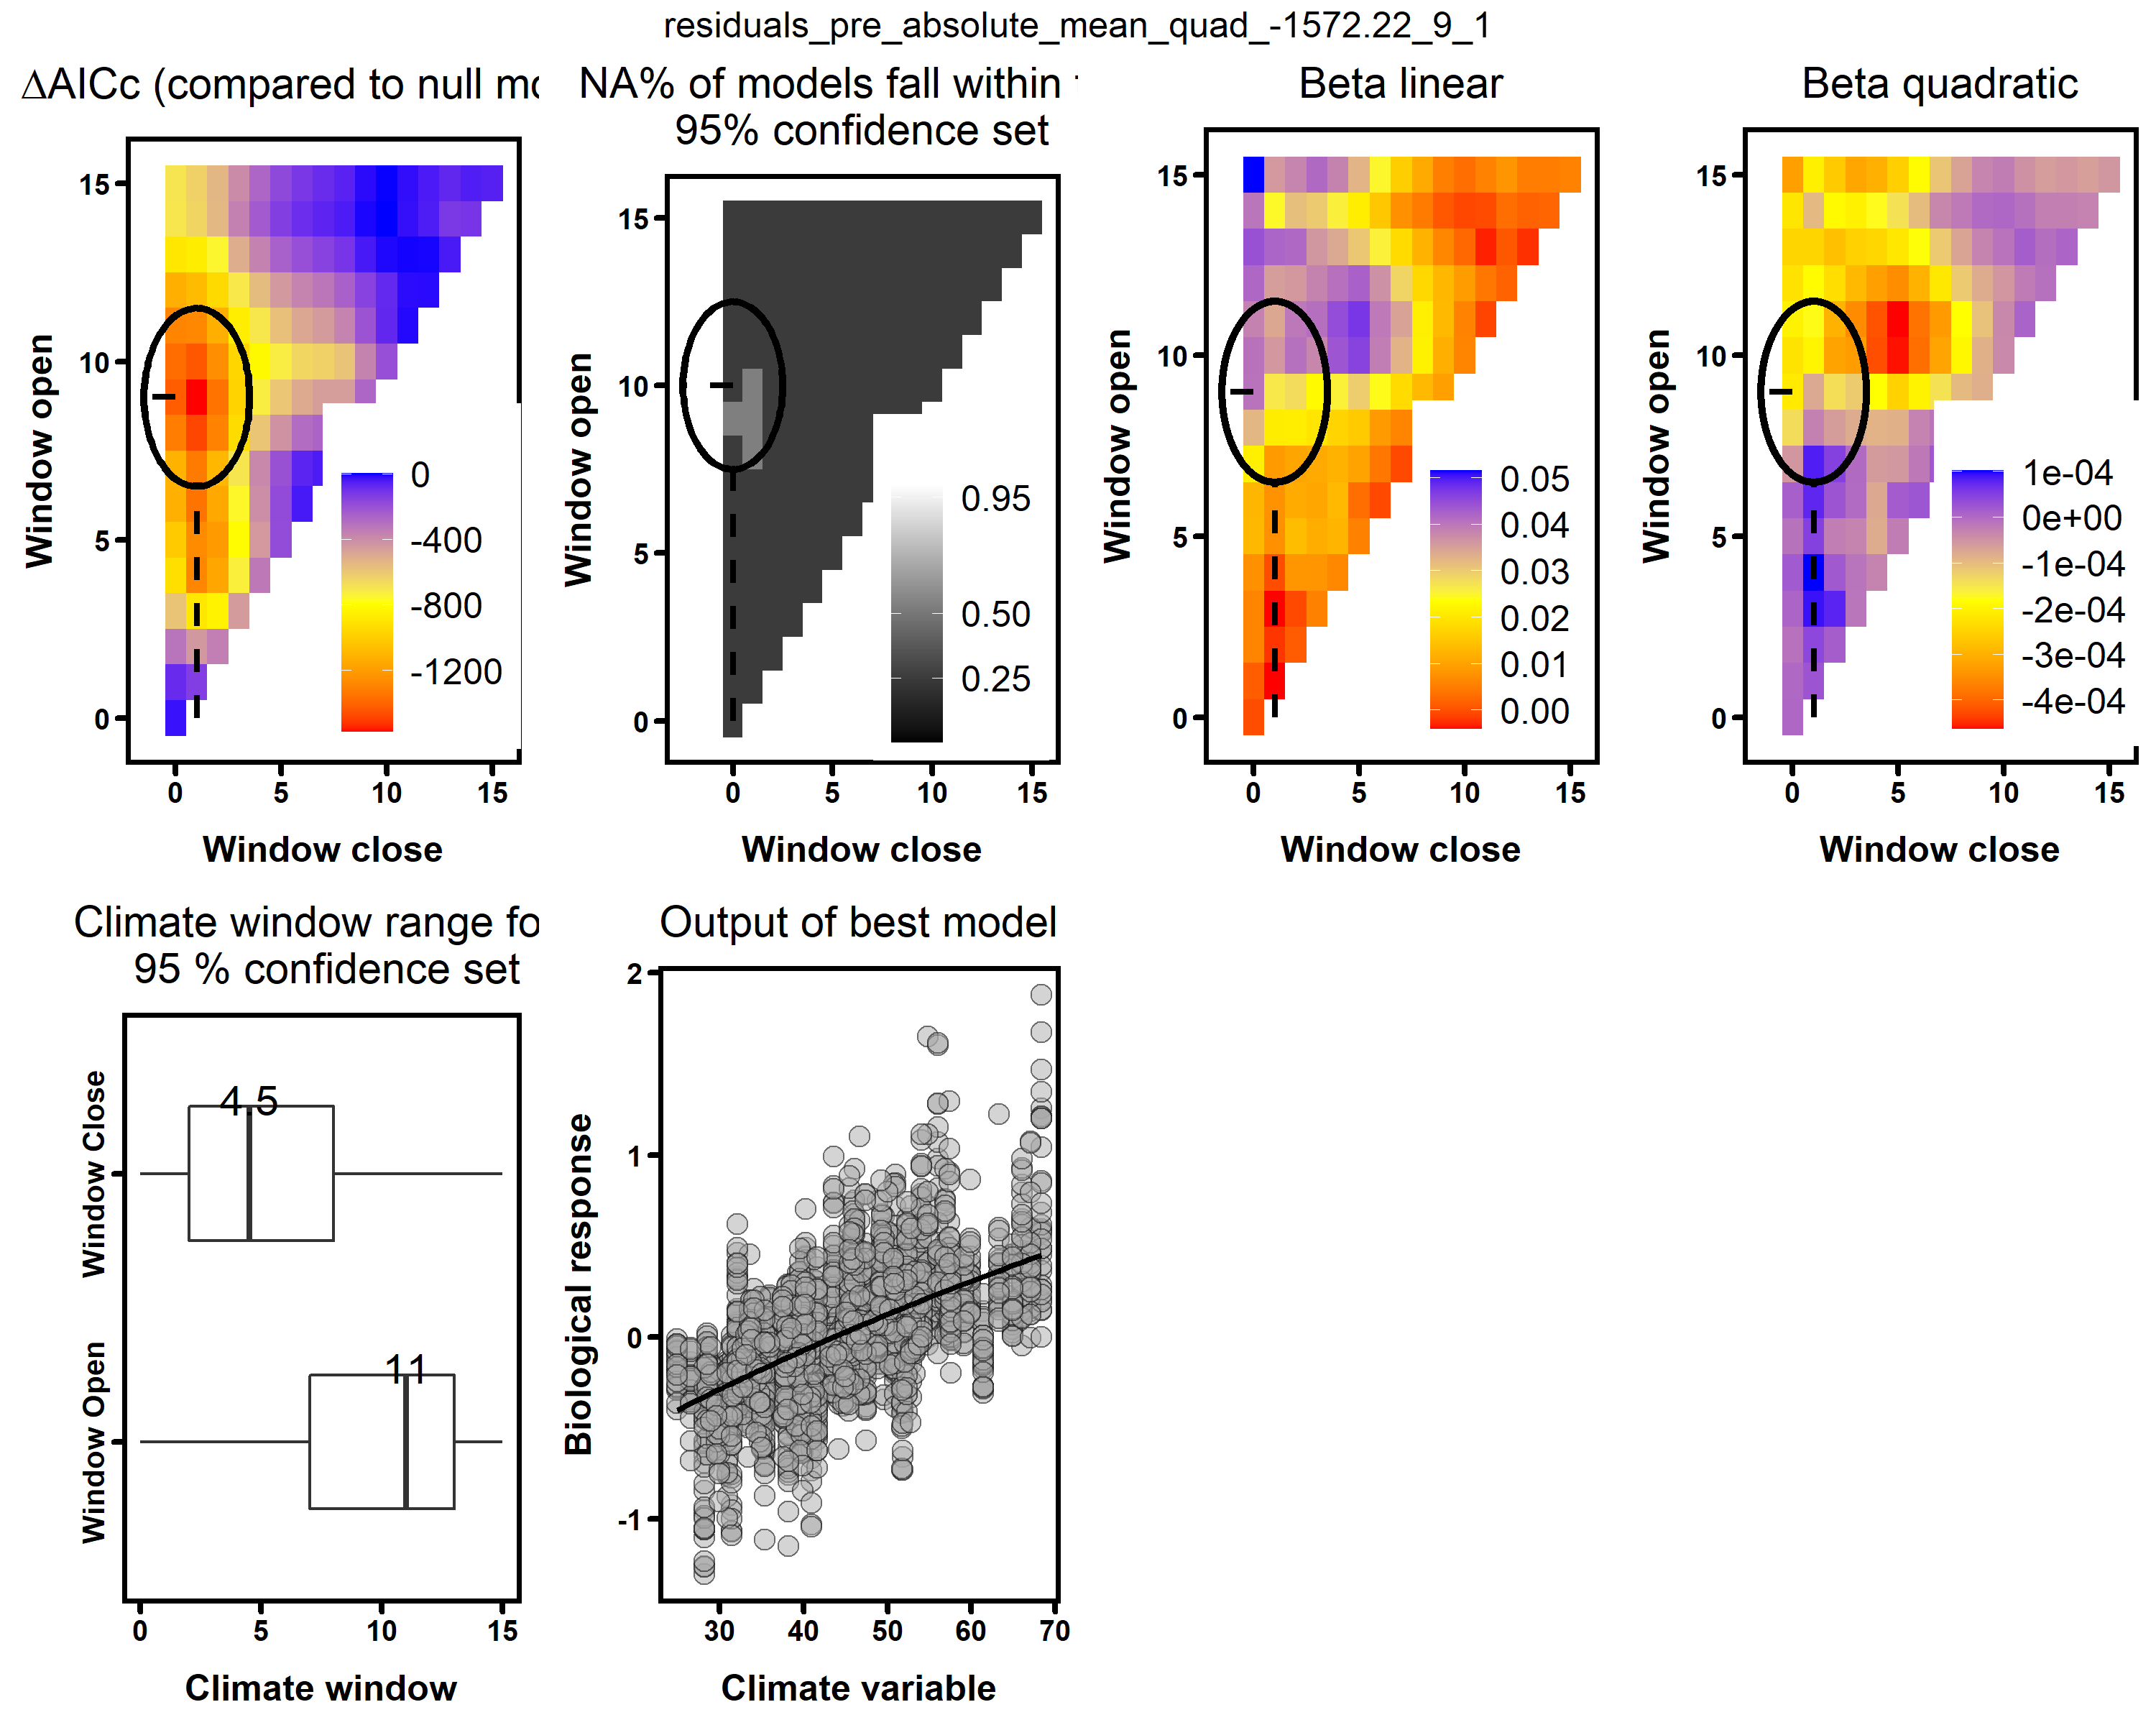 residuals_pre_absolute_mean_quad_-1572.22_9_1
ΔAICc (compared to null mo
Window open
15
10
5
0
0
-400
-800
-1200
0 5 10 15
Window close
NA% of models fall within
95% confidence set
Window open
15
10
5
0
0.95
0.50
0.25
0 5 10 15
Window close
Beta linear
Window open
15
10
5
0
0.05
0.04
0.03
0.02
0.01
0.00
0 5 10 15
Window close
Beta quadratic
Window open
15
10
5
0
1e-04
0e+00
-1e-04
-2e-04
-3e-04
-4e-04
0 5 10 15
Window close
Climate window range fo
95 % confidence set
Window Close
4.5
Window Open
11
0 5 10 15
Climate window
Output of best model
Biological response
2
1
0
-1
30 40 50 60 70
Climate variable